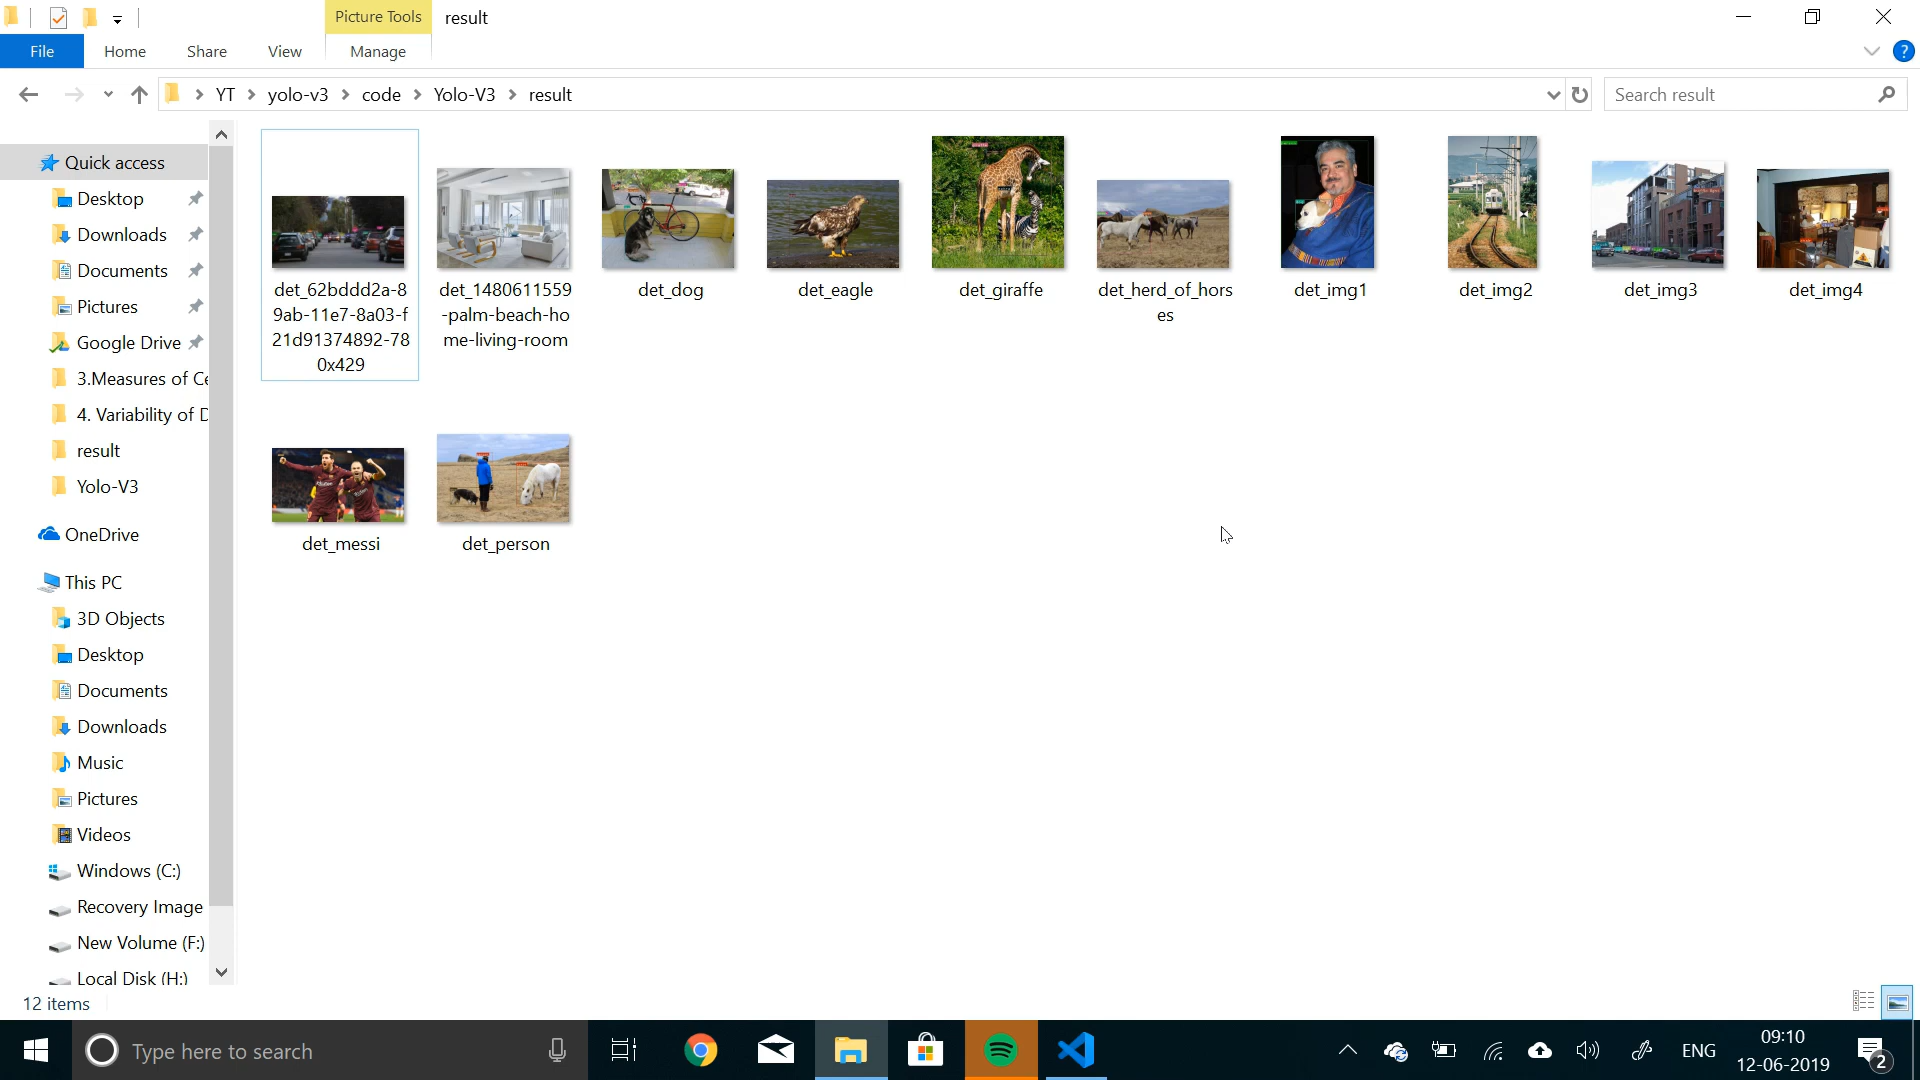 Picture Tools
result
File
Home
Share
View
Manage
?
YT
yolo-v3
code
Yolo-V3
result
Search result
Quick access
Desktop
Downloads
Documents
Pictures
Google Drive
3.Measures of Ce
4. Variability of D
result
Yolo-V3
OneDrive
This PC
3D Objects
Desktop
Documents
Downloads
Music
Pictures
Videos
Windows (C:)
Recovery Image
New Volume (F:)
Local Disk (H:)
det_62bddd2a-8
9ab-11e7-8a03-f
21d91374892-78
0x429
det_1480611559
-palm-beach-ho
me-living-room
det_dog
det_eagle
det_giraffe
det_herd_of_hors
es
det_img1
det_img2
det_img3
det_img4
det_messi
det_person
12 items
Type here to search
ENG
09:10
12-06-2019
2